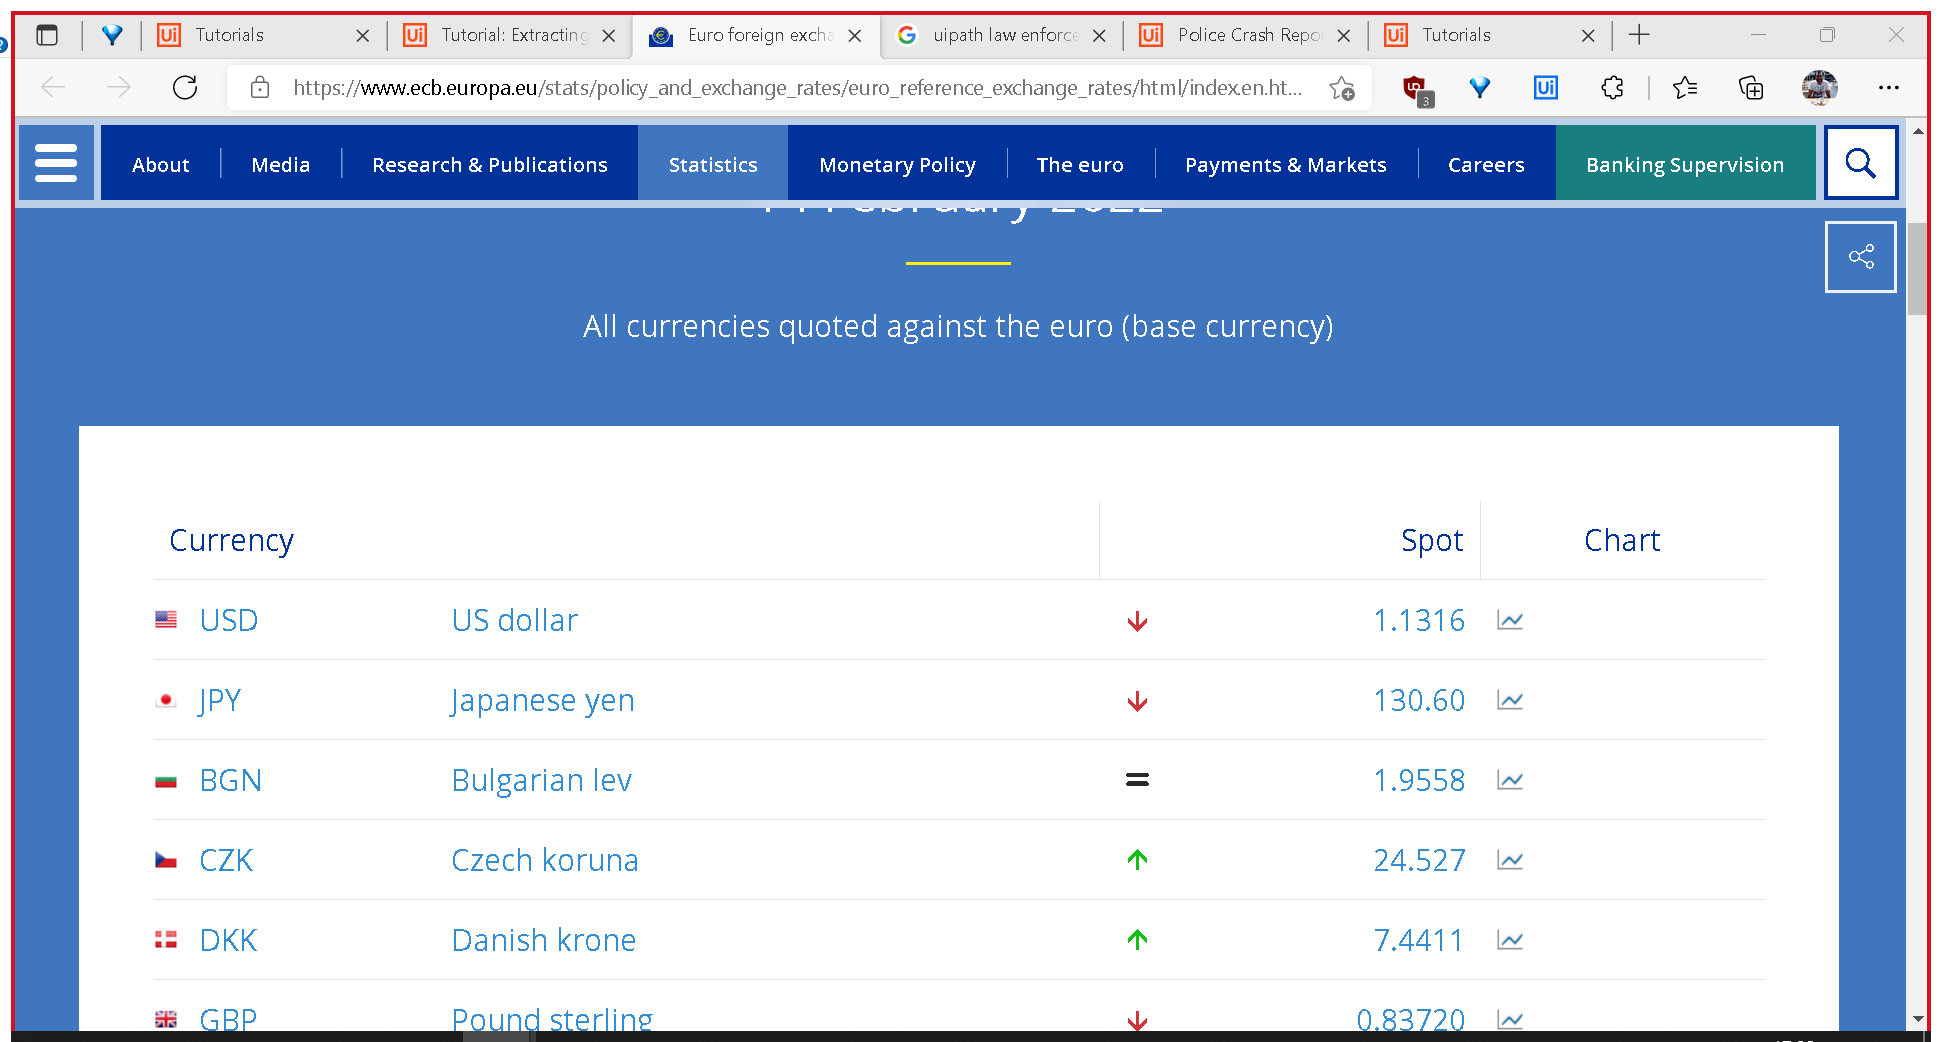 Tutorials
Tutorial: Extracting
Euro foreign excha
uipath law enforce
Police Crash Repo
Tutorials
https://www.ecb.europa.eu/stats/policy_and_exchange_rates/euro_reference_exchange_rates/html/index.en.ht...
3
About Media Research & Publications Statistics Monetary Policy The euro Payments & Markets Careers Banking Supervision
February 2022
All currencies quoted against the euro (base currency)
Currency Spot Chart
USD US dollar 1.1316
JPY Japanese yen 130.60
BGN Bulgarian lev = 1.9558
CZK Czech koruna 24.527
DKK Danish krone 7.4411
GBP Pound sterling 0.83720